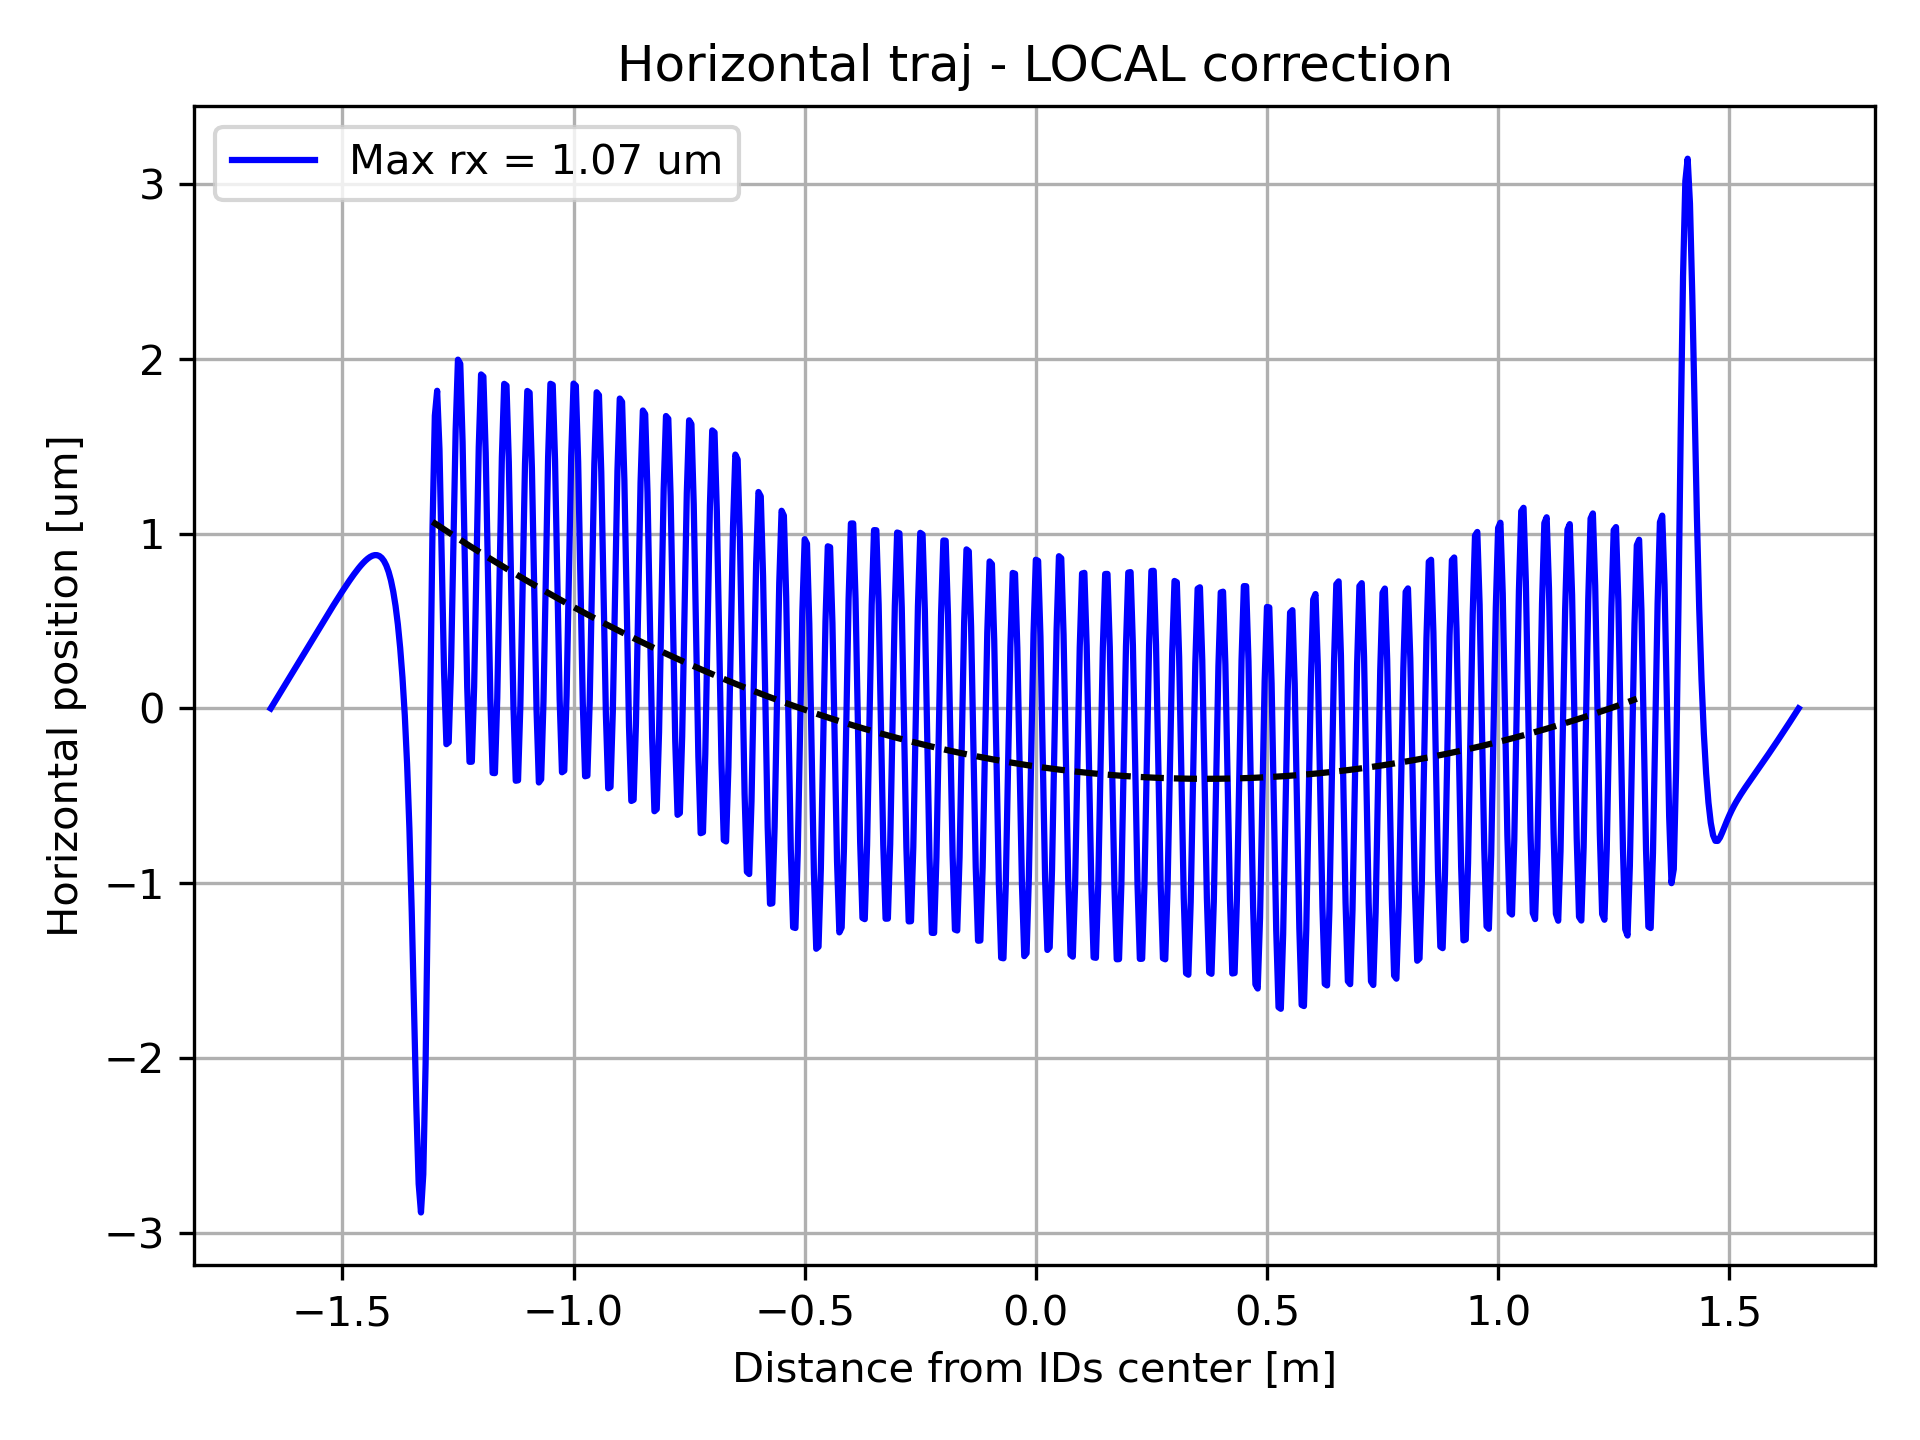 Horizontal traj - LOCAL correction
Max rx = 1.07 um
Horizontal position [um]
3
2
1
0
−1
−2
−3
−1.5 −1.0 −0.5 0.0 0.5 1.0 1.5
Distance from IDs center [m]